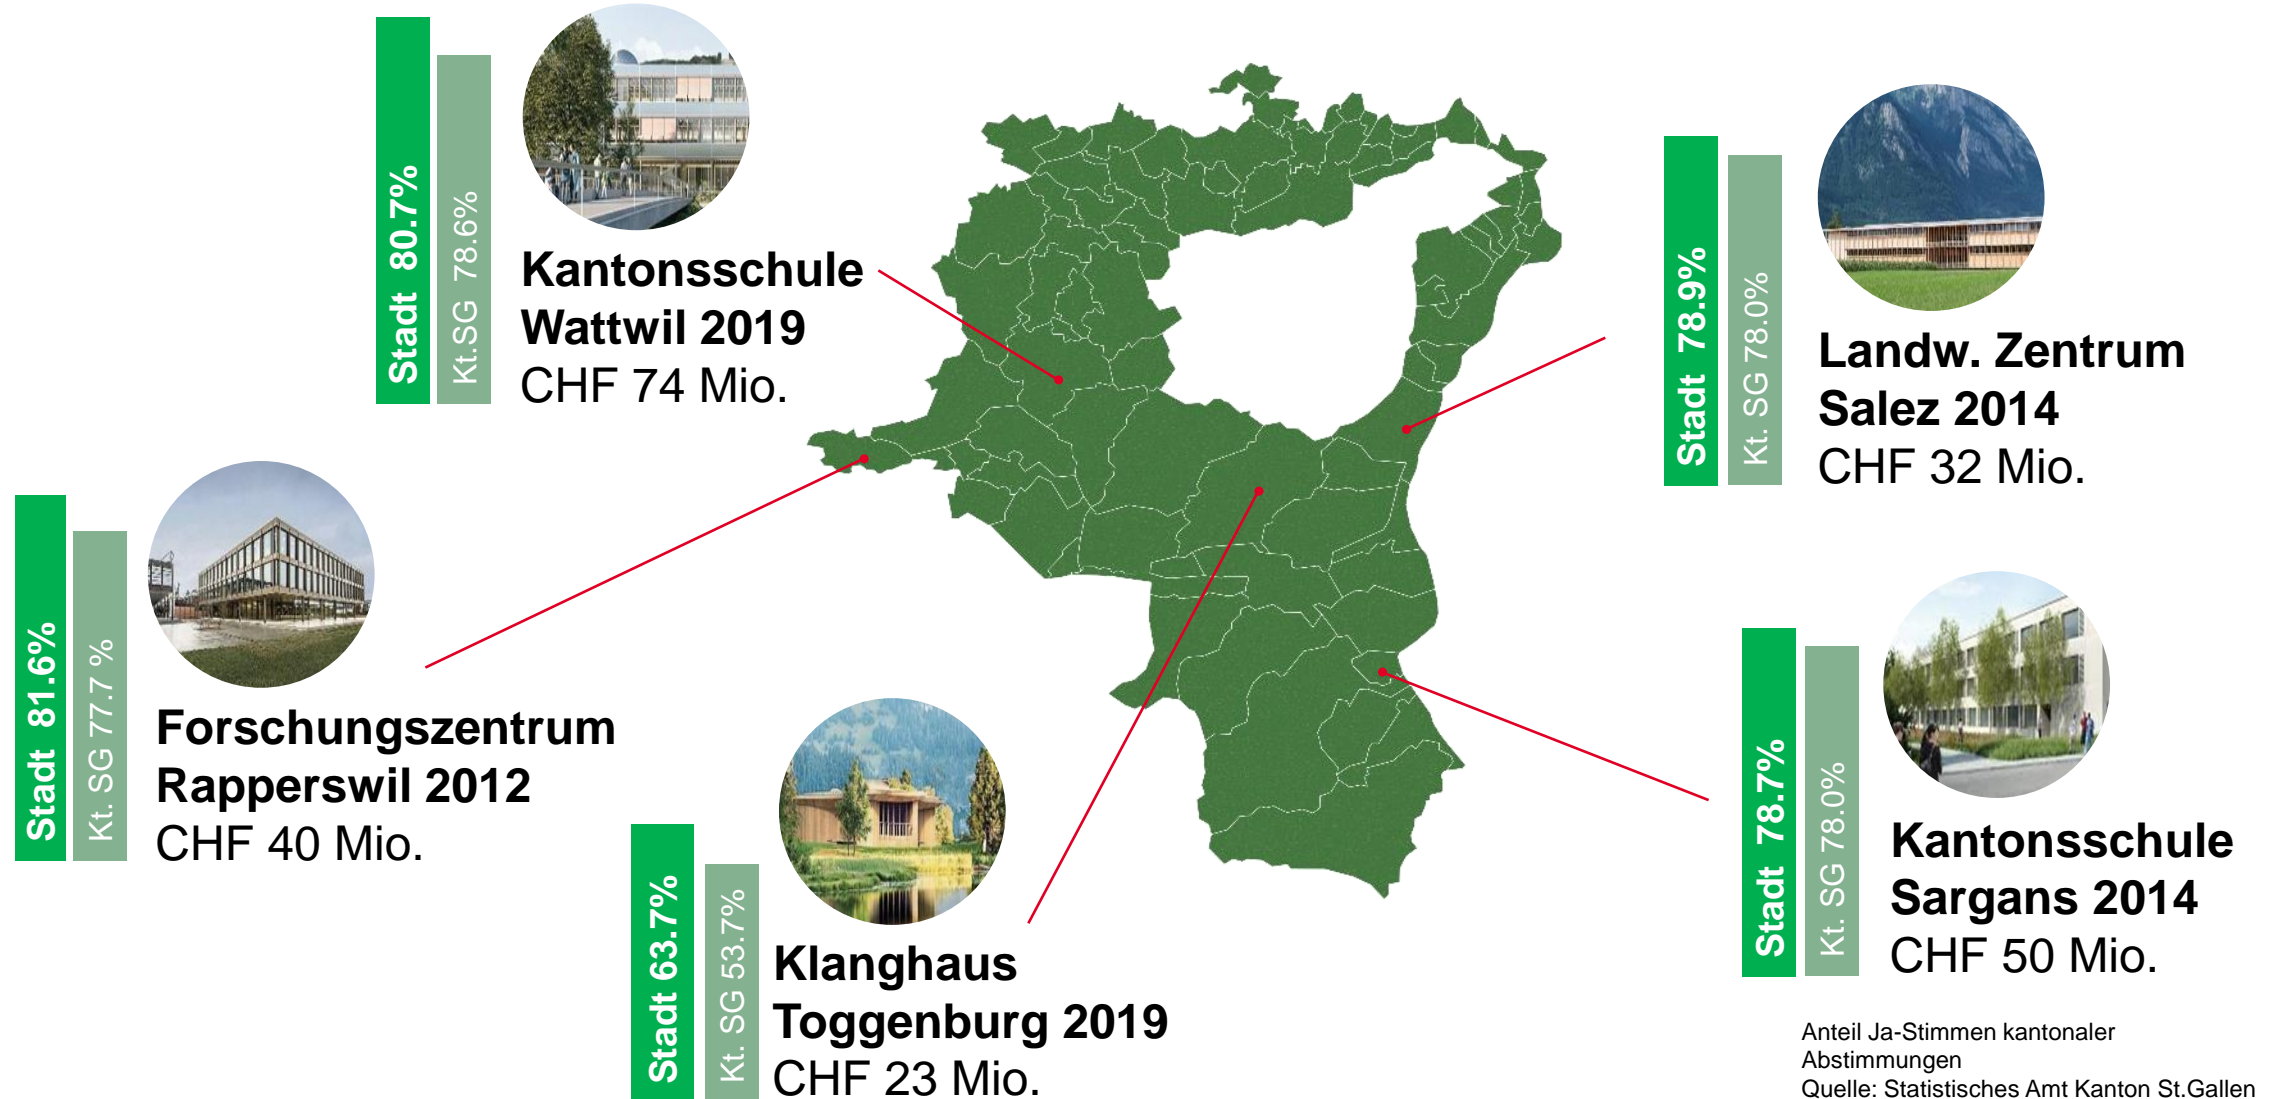 Stadt 80.7%
Kt.SG 78.6%
Kantonsschule
Wattwil 2019
CHF 74 Mio.
Stadt 78.9%
Kt. SG 78.0%
Landw. Zentrum
Salez 2014
CHF 32 Mio.
Stadt 81.6%
Kt. SG 77.7 %
Forschungszentrum
Rapperswil 2012
CHF 40 Mio.
Stadt 63.7%
Kt. SG 53.7%
Klanghaus
Toggenburg 2019
CHF 23 Mio.
Stadt 78.7%
Kt. SG 78.0%
Kantonsschule
Sargans 2014
CHF 50 Mio.
Anteil Ja-Stimmen kantonaler
Abstimmungen
Quelle: Statistisches Amt Kanton St.Gallen